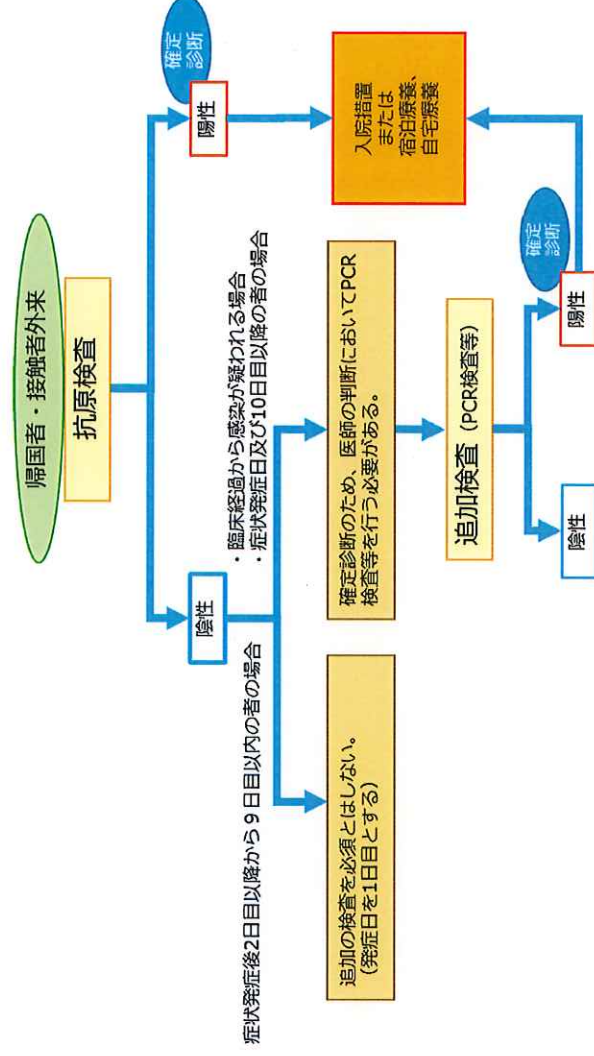 帰国者・接触者外来
抗原検査
陽性
確定
診断
陰性
症状発症後2日目以降から9日目以内の者の場合
・臨床経過から感染が疑われる場合
・症状発症日及び10日目以降の者の場合
追加の検査を必須とはしない。
(発症日を1日目とする)
確定診断のため、医師の判断においてPCR
検査等を行う必要がある。
入院措置
または
宿泊療養、
自宅療養
追加検査(PCR検査等)
陰性
陽性
確定
診断